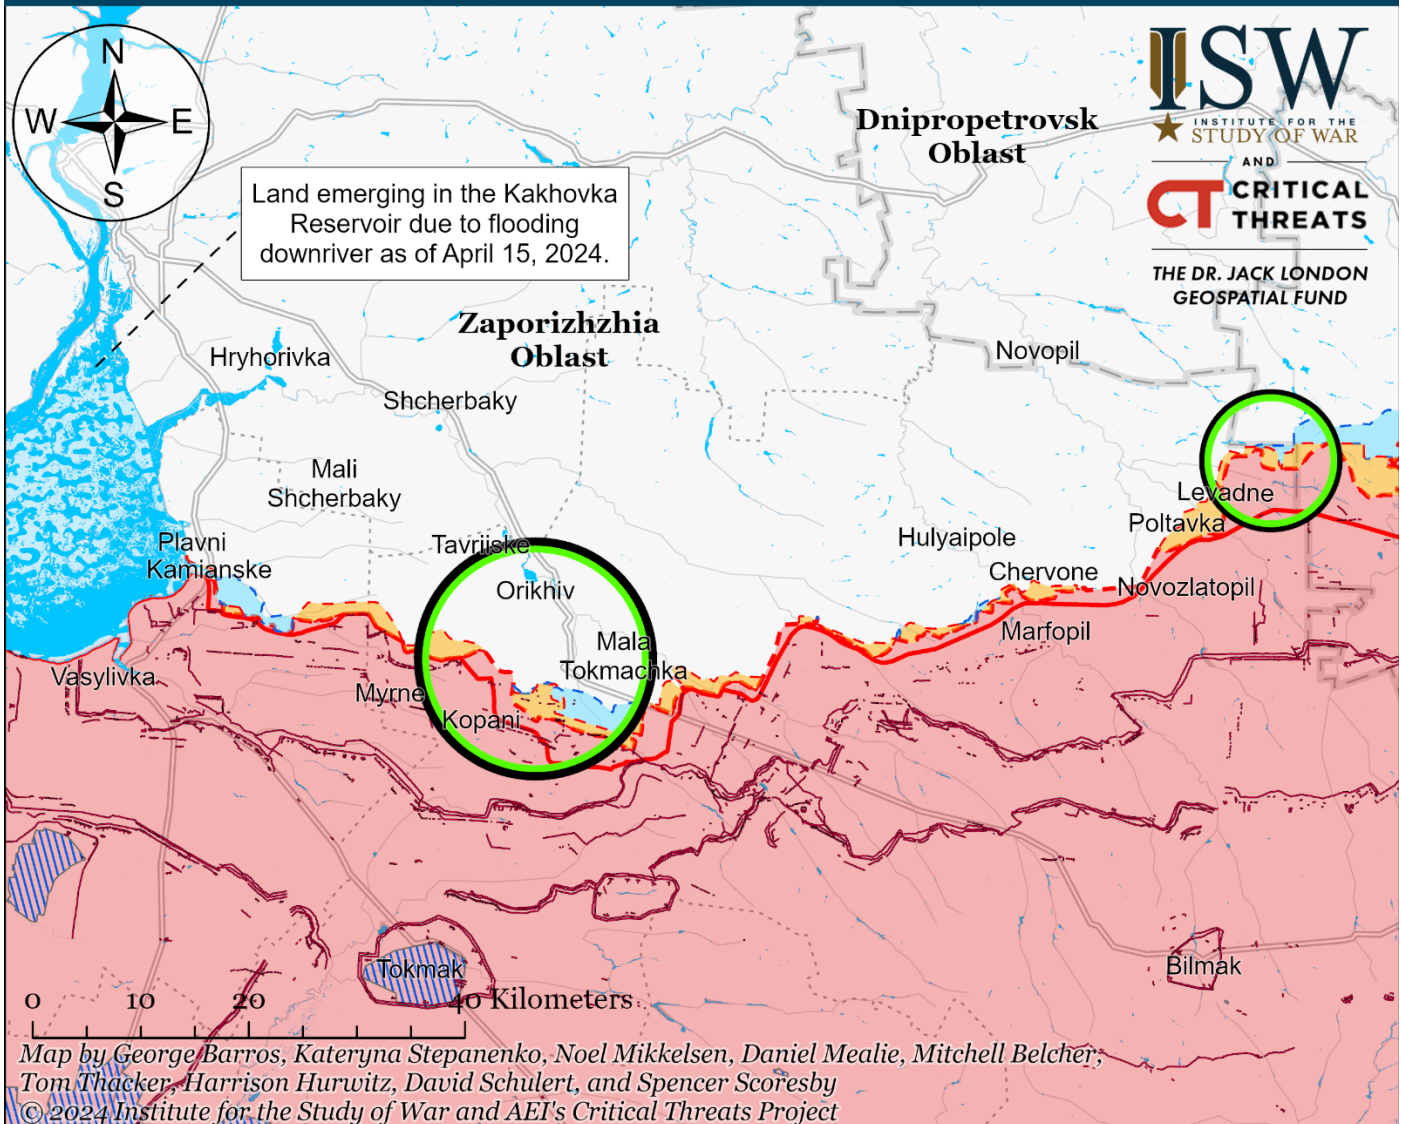 N
W
E
S
ISW
INSTITUTE FOR THE
STUDY OF WAR
AND
CT CRITICAL
THREATS
THE DR. JACK LONDON
GEOSPATIAL FUND
Dnipropetrovsk
Oblast
Land emerging in the Kakhovka
Reservoir due to flooding
downriver as of April 15, 2024.
Zaporizhzhia
Oblast
Hryhorivka
Novopil
Shcherbaky
Mali
Shcherbaky
Levadne
Poltavka
Plavni
Kamianske
Tavriiske
Hulyaipole
Orikhiv
Chervone
Novozlatopil
Mala
Tokmachka
Marfopil
Vasylivka
Myrne
Kopani
Tokmak
Bilmak
0 10 20 40 Kilometers
Map by George Barros, Kateryna Stepanenko, Noel Mikkelsen, Daniel Mealie, Mitchell Belcher,
Tom Thacker, Harrison Hurwitz, David Schulert, and Spencer Scoresby
© 2024 Institute for the Study of War and AEI's Critical Threats Project